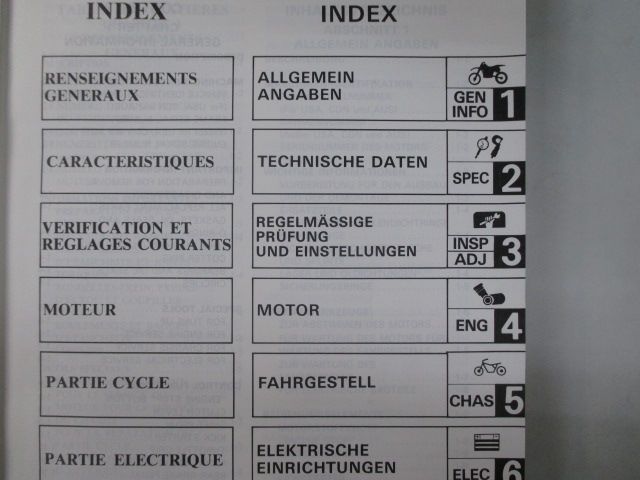 INDEX
INDEX
RENSEIGNEMENTS
GENERAUX
ALLGEMEIN
ANGABEN
GEN
INFO
1
CARACTERISTIQUES
TECHNISCHE DATEN
SPEC
2
VERIFICATION ET
REGLAGES COURANTS
REGELMÄSSIGE
PRÜFUNG
UND EINSTELLUNGEN
INSP
ADJ
3
MOTEUR
MOTOR
ENG
4
PARTIE CYCLE
FAHRGESTELL
CHAS
5
PARTIE ELECTRIQUE
ELEKTRISCHE
EINRICHTUNGEN
ELEC
6